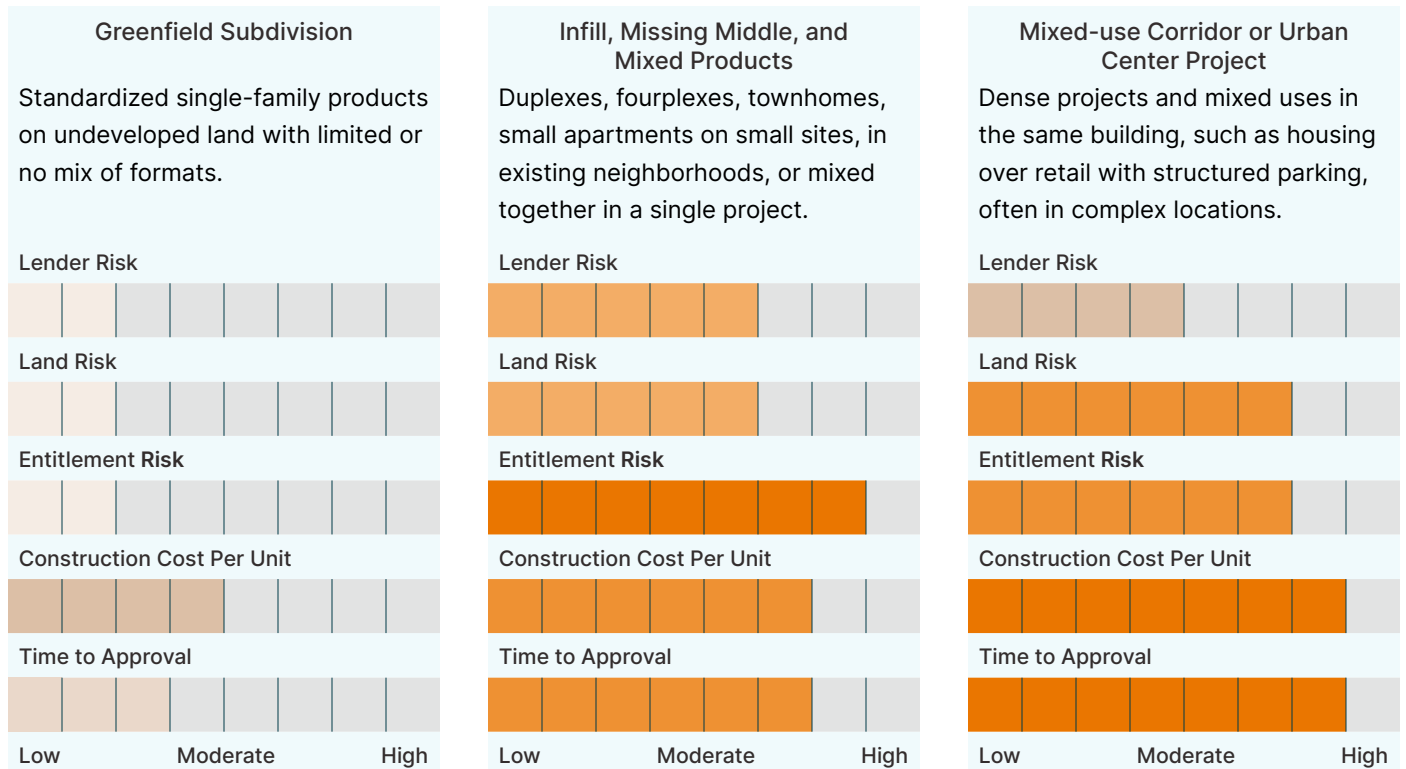 Greenfield Subdivision
Standardized single-family products
on undeveloped land with limited or
no mix of formats.
Lender Risk
Land Risk
Entitlement Risk
Construction Cost Per Unit
Time to Approval
Low Moderate High
Infill, Missing Middle, and
Mixed Products
Duplexes, fourplexes, townhomes,
small apartments on small sites, in
existing neighborhoods, or mixed
together in a single project.
Lender Risk
Land Risk
Entitlement Risk
Construction Cost Per Unit
Time to Approval
Low Moderate High
Mixed-use Corridor or Urban
Center Project
Dense projects and mixed uses in
the same building, such as housing
over retail with structured parking,
often in complex locations.
Lender Risk
Land Risk
Entitlement Risk
Construction Cost Per Unit
Time to Approval
Low Moderate High